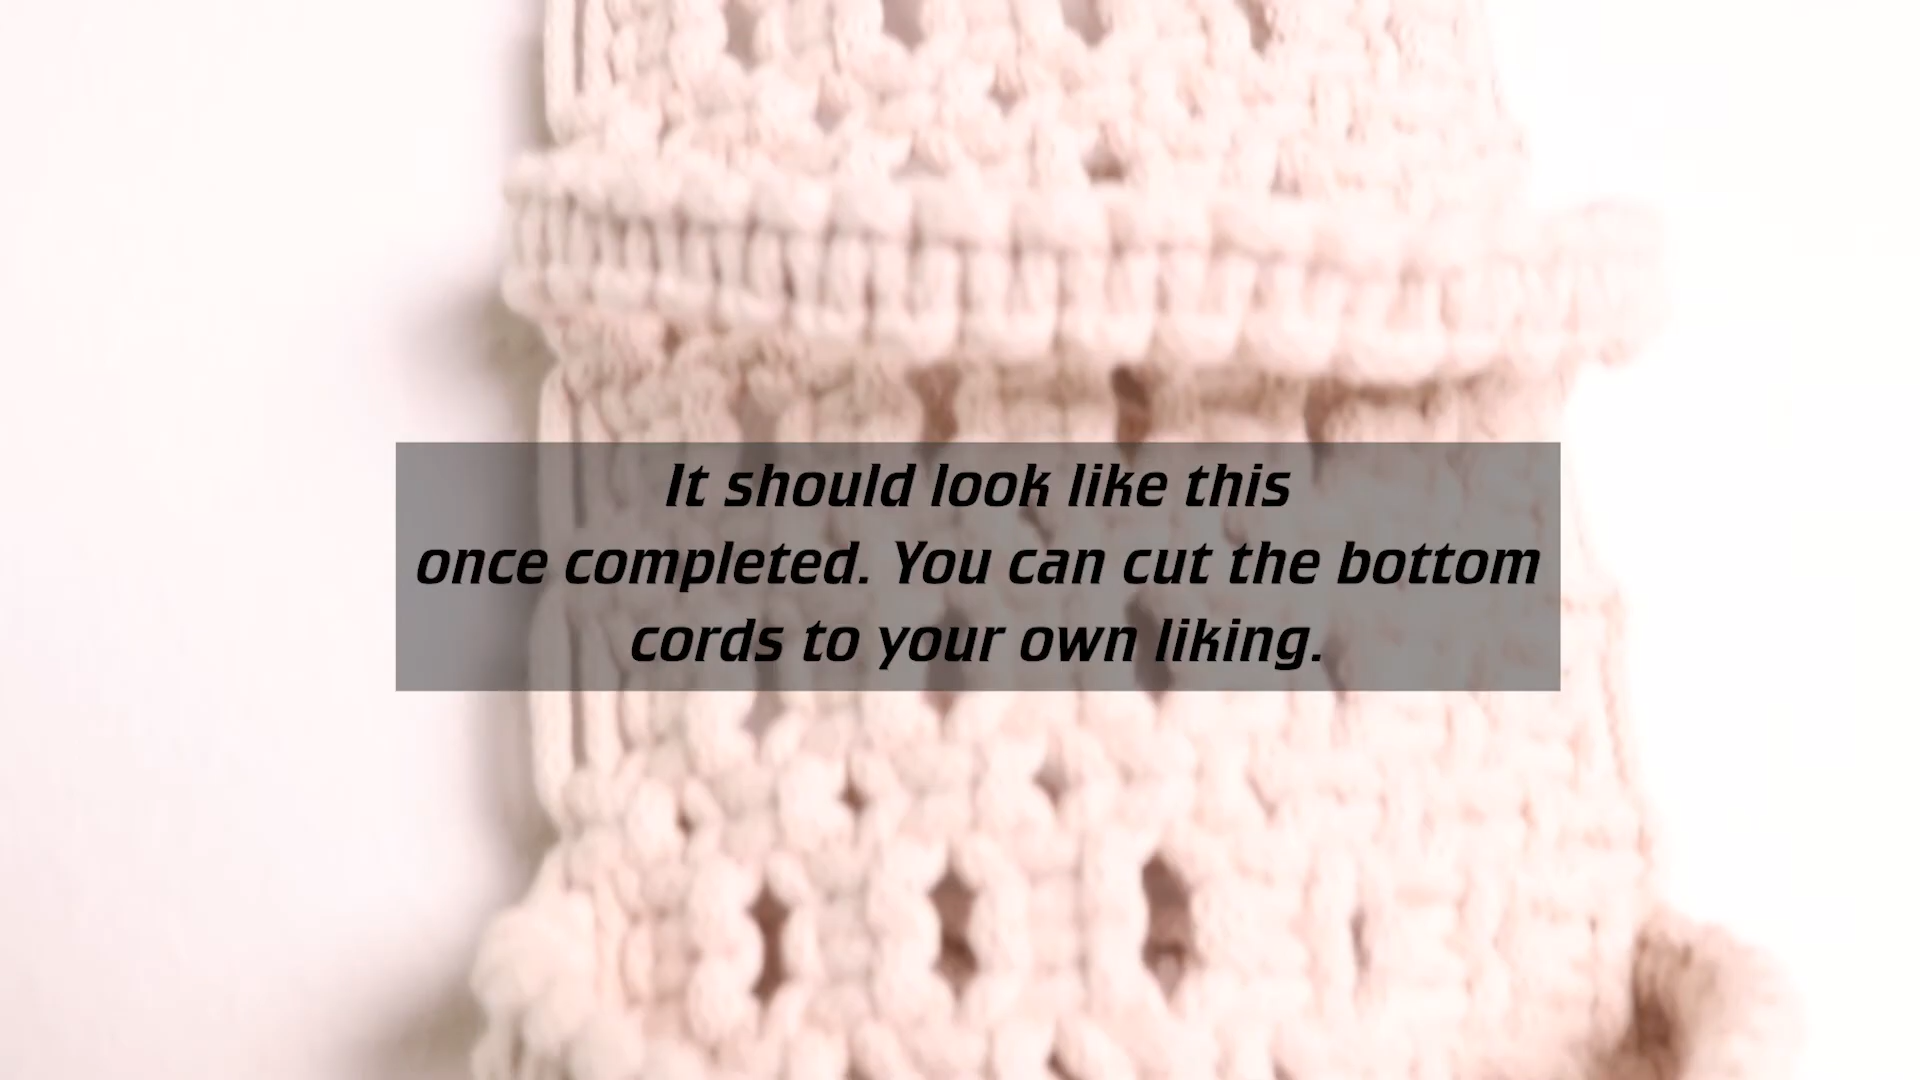 It should look like this
once completed. You can cut the bottom
cords to your own liking.